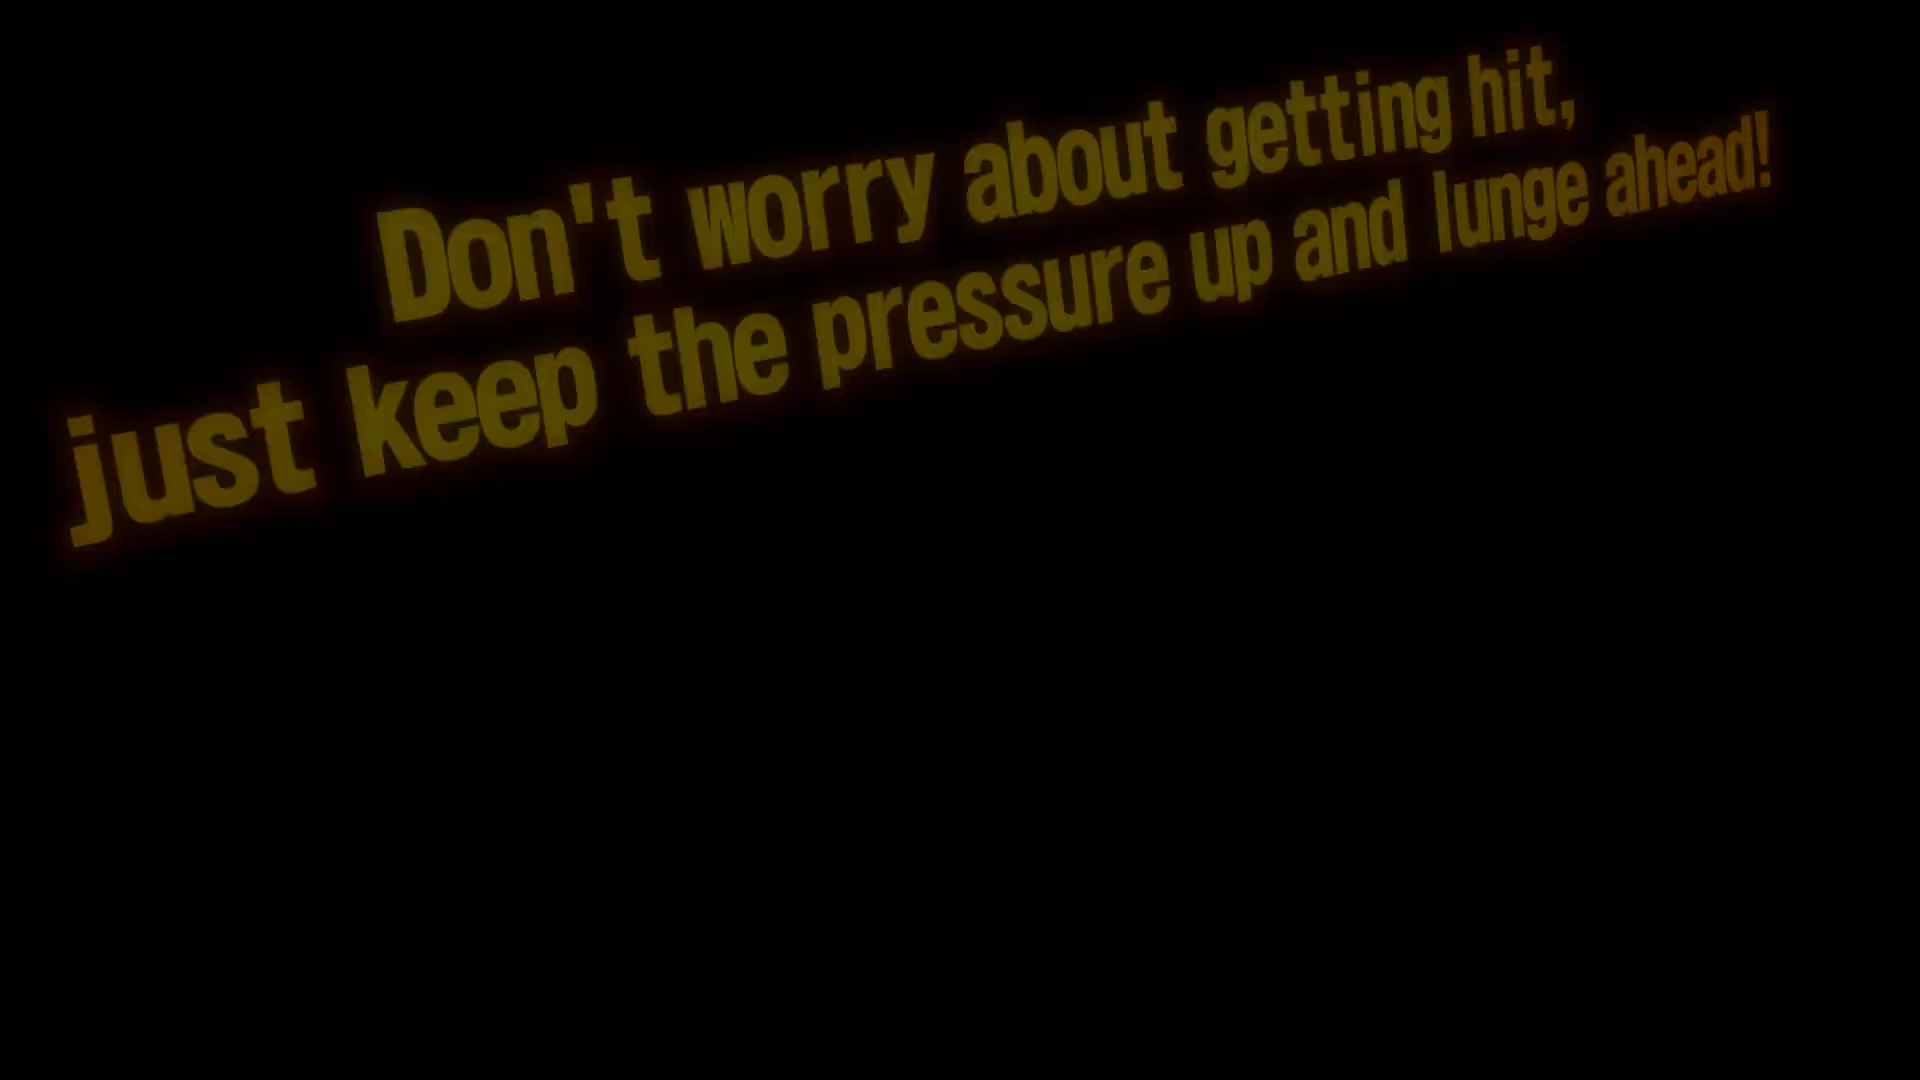 Don't worry about getting hit,
just keep the pressure up and lunge ahead!